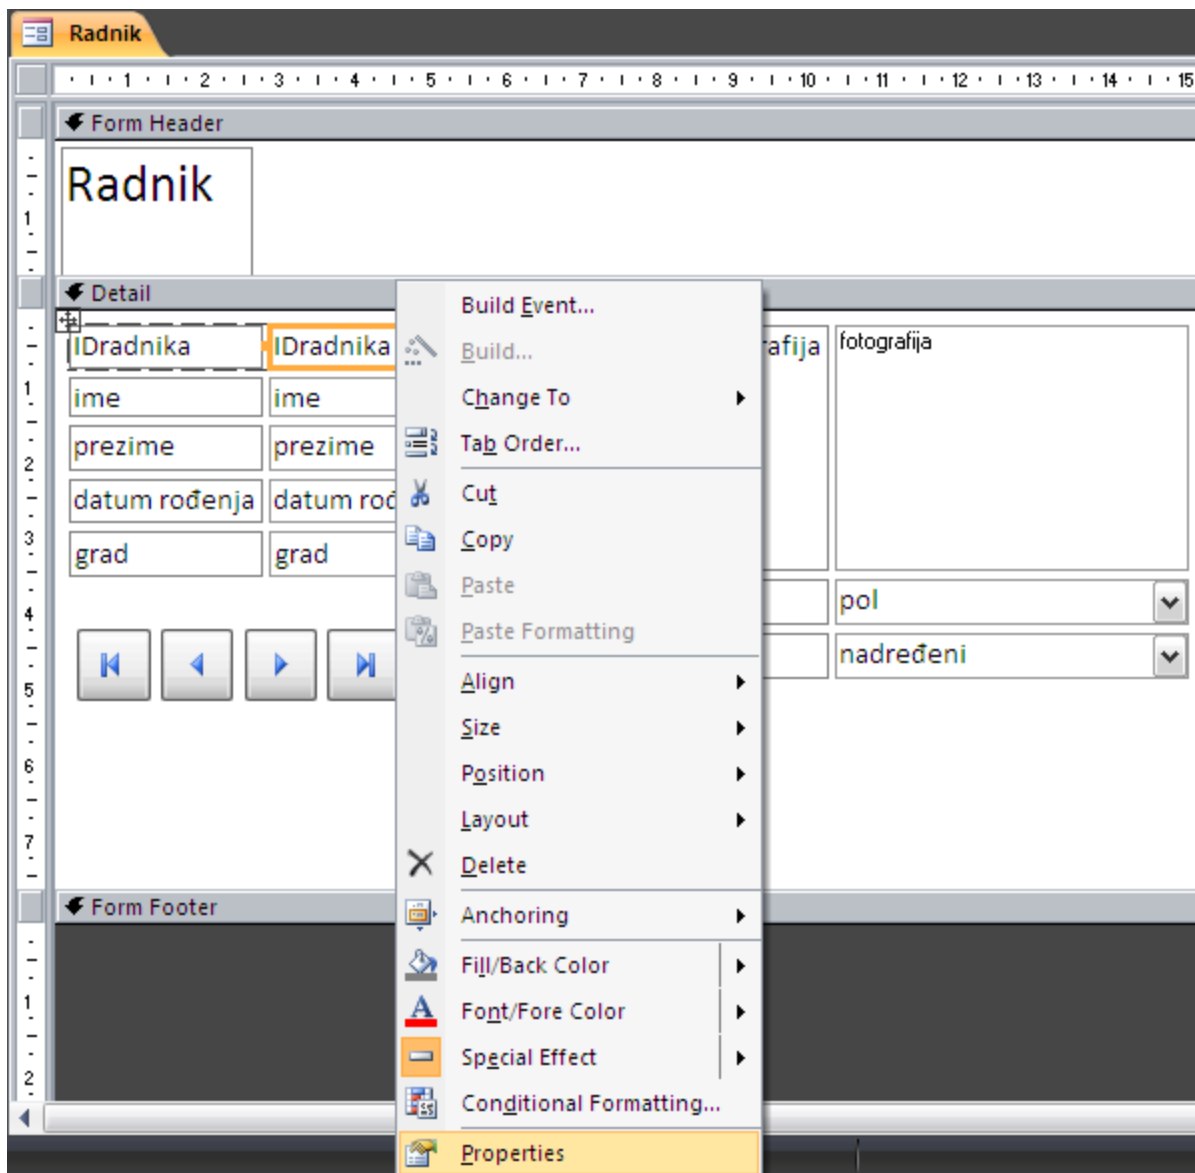 Radnik
1 2 3 4 5 6 7 8 9 10 11 12 13 14 15
Form Header
Radnik
1
Detail
IDradnika IDradnika afija fotografija
1
ime ime
prezime prezime
2
datum rođenja datum rođ
3
grad grad
4
pol
nadređeni
5
6
7
Form Footer
1
2
Build Event...
Build...
Change To
Tab Order...
Cut
Copy
Paste
Paste Formatting
Align
Size
Position
Layout
Delete
Anchoring
Fill/Back Color
Font/Fore Color
Special Effect
Conditional Formatting...
Properties